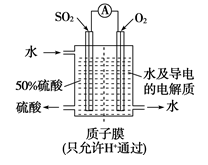 SO₂ A O₂
水
50%硫酸
水及导电
的电解质
硫酸 水
质子膜
(只允许H⁺通过)